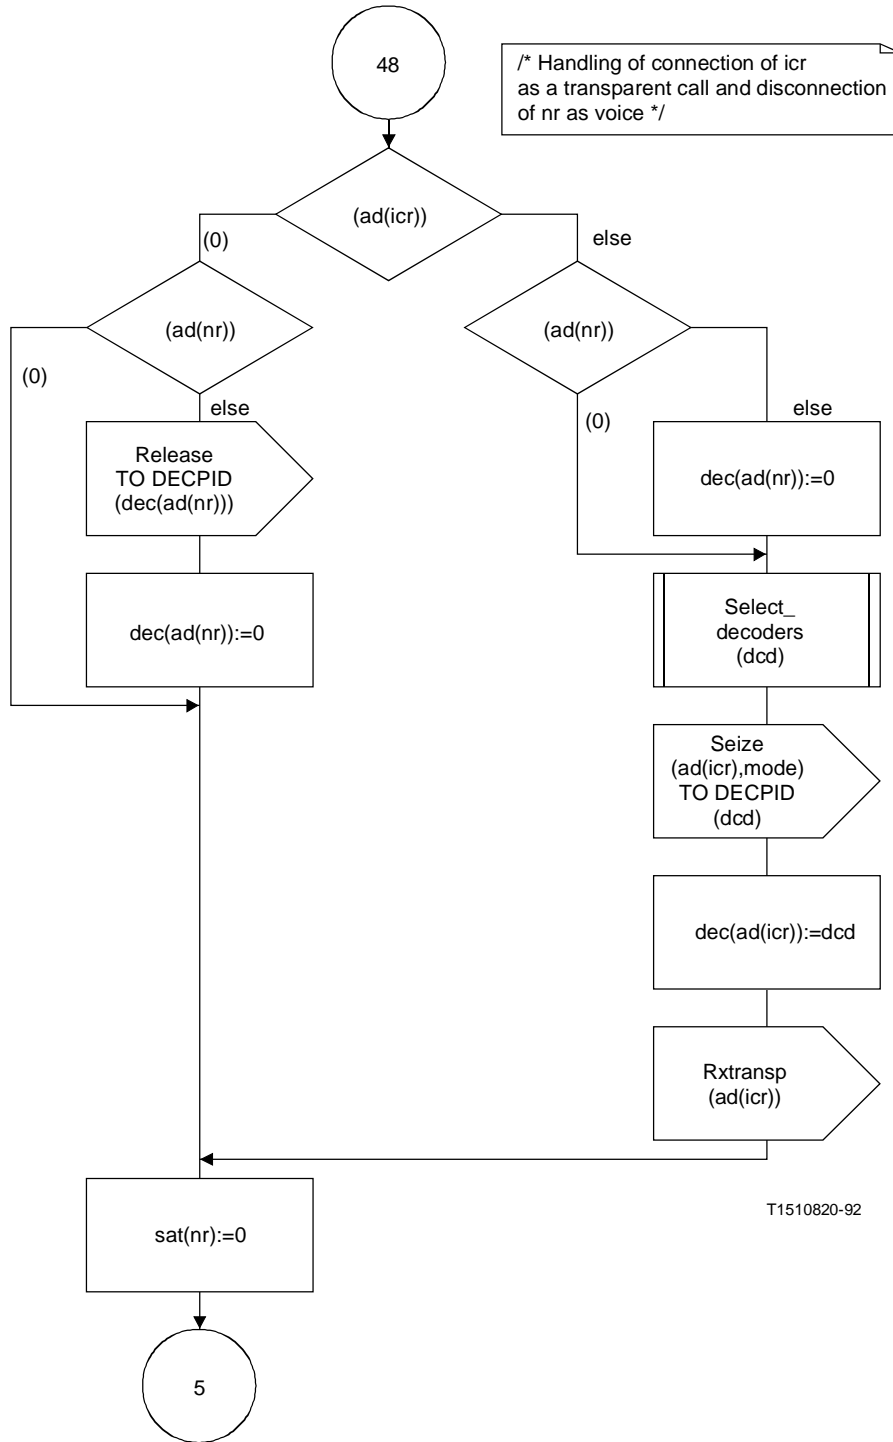 48
/* Handling of connection of icr
as a transparent call and disconnection
of nr as voice */
(ad(icr))
(0)
else
(ad(nr))
(ad(nr))
(0)
else
(0)
else
Release
TO DECPID
(dec(ad(nr)))
dec(ad(nr)):=0
dec(ad(nr)):=0
Select_
decoders
(dcd)
Seize
(ad(icr),mode)
TO DECPID
(dcd)
dec(ad(icr)):=dcd
Rxtransp
(ad(icr))
sat(nr):=0
T1510820-92
5